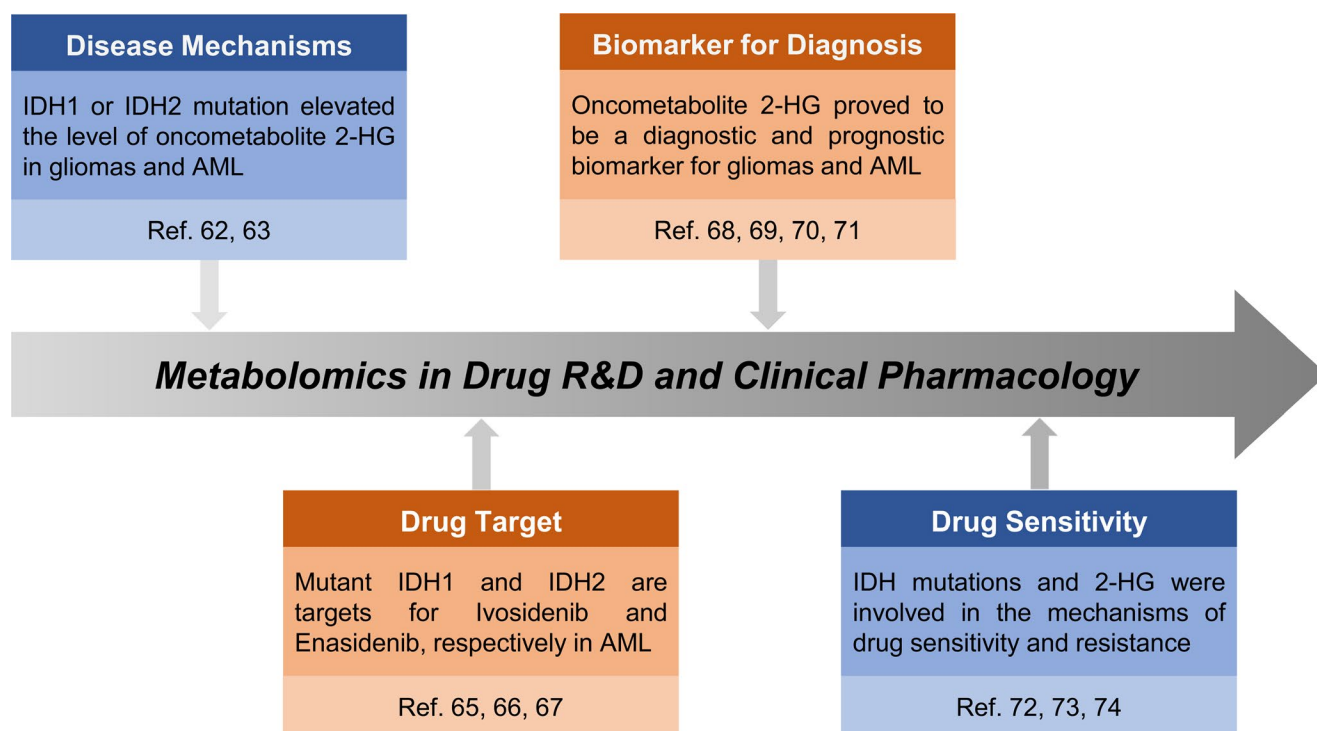 Disease Mechanisms
IDH1 or IDH2 mutation elevated
the level of oncometabolite 2-HG
in gliomas and AML
Ref. 62, 63
Biomarker for Diagnosis
Oncometabolite 2-HG proved to
be a diagnostic and prognostic
biomarker for gliomas and AML
Ref. 68, 69, 70, 71
Metabolomics in Drug R&D and Clinical Pharmacology
Drug Target
Mutant IDH1 and IDH2 are
targets for Ivosidenib and
Enasidenib, respectively in AML
Ref. 65, 66, 67
Drug Sensitivity
IDH mutations and 2-HG were
involved in the mechanisms of
drug sensitivity and resistance
Ref. 72, 73, 74